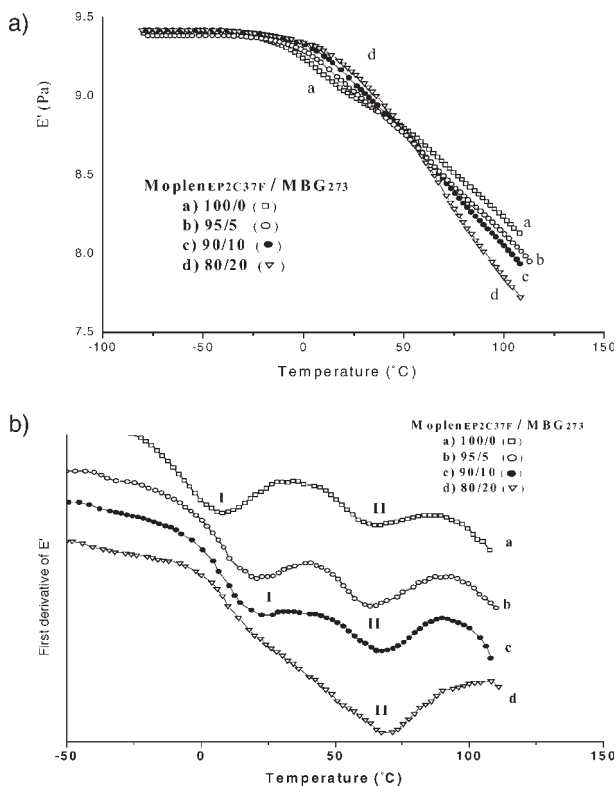 a)
9.5
9.0
8.5
8.0
7.5
E' (Pa)
d
a
MoplenEP2C37F / MBG273
a) 100/0 (□)
b) 95/5 (○)
c) 90/10 (●)
d) 80/20 (▽)
a
b
c
d
-100 -50 0 50 100 150
Temperature (°C)
b)
MoplenEP2C37F / MBG273
a) 100/0 (□)
b) 95/5 (○)
c) 90/10 (●)
d) 80/20 (▽)
First derivative of E'
I
II
a
I
b
II
c
II
d
-50 0 50 100 150
Temperature (°C)